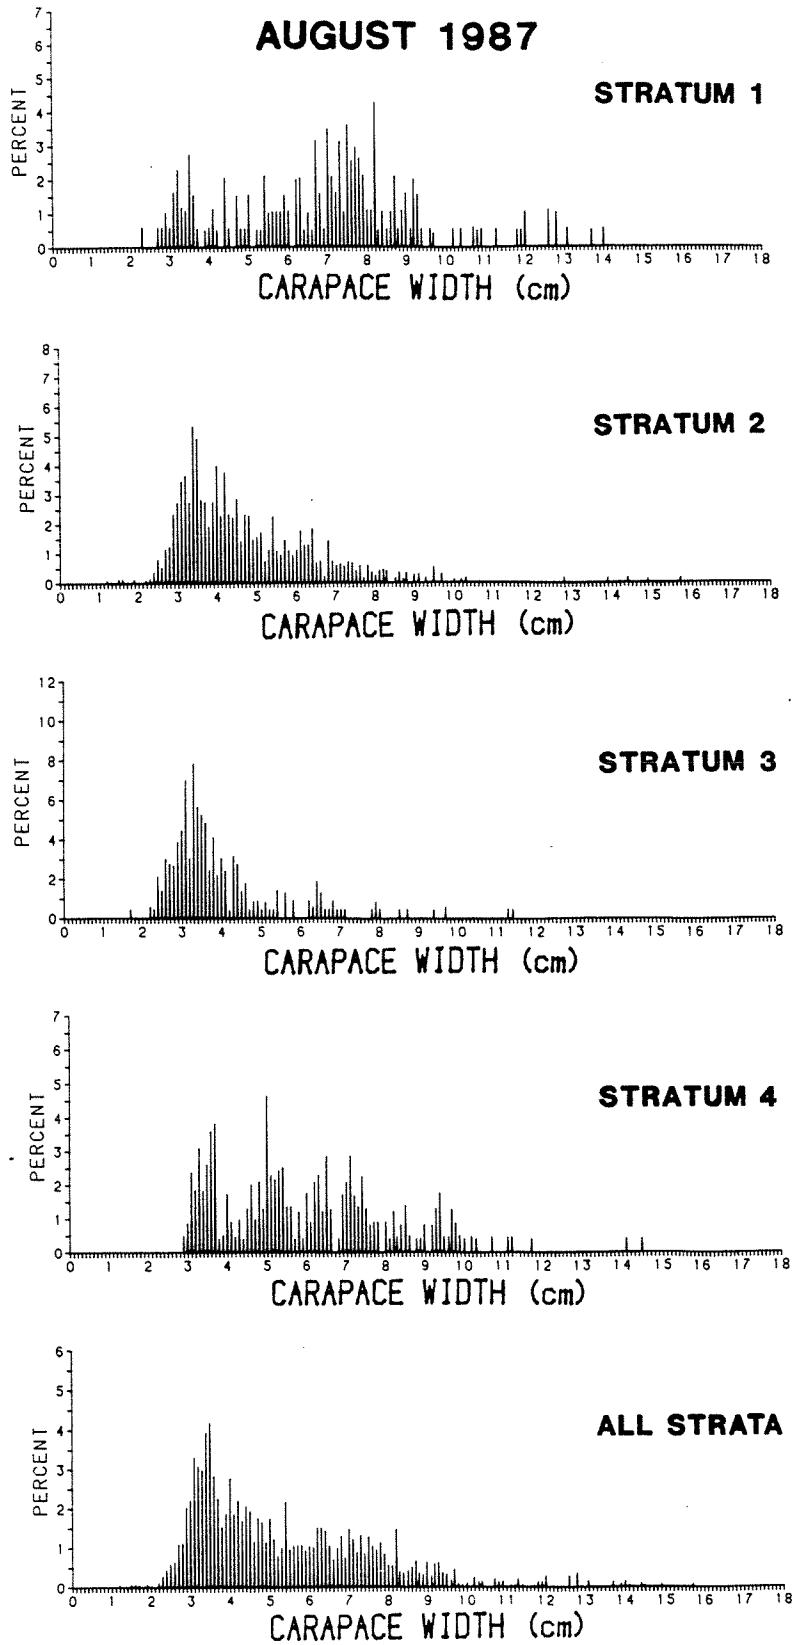 AUGUST 1987
STRATUM 1
PERCENT
7
6
5
4
3
2
1
0
0 1 2 3 4 5 6 7 8 9 10 11 12 13 14 15 16 17 18
CARAPACE WIDTH (cm)
STRATUM 2
PERCENT
8
7
6
5
4
3
2
1
0
0 1 2 3 4 5 6 7 8 9 10 11 12 13 14 15 16 17 18
CARAPACE WIDTH (cm)
STRATUM 3
PERCENT
12
10
8
6
4
2
0
0 1 2 3 4 5 6 7 8 9 10 11 12 13 14 15 16 17 18
CARAPACE WIDTH (cm)
STRATUM 4
PERCENT
7
6
5
4
3
2
1
0
0 1 2 3 4 5 6 7 8 9 10 11 12 13 14 15 16 17 18
CARAPACE WIDTH (cm)
ALL STRATA
PERCENT
6
5
4
3
2
1
0
0 1 2 3 4 5 6 7 8 9 10 11 12 13 14 15 16 17 18
CARAPACE WIDTH (cm)